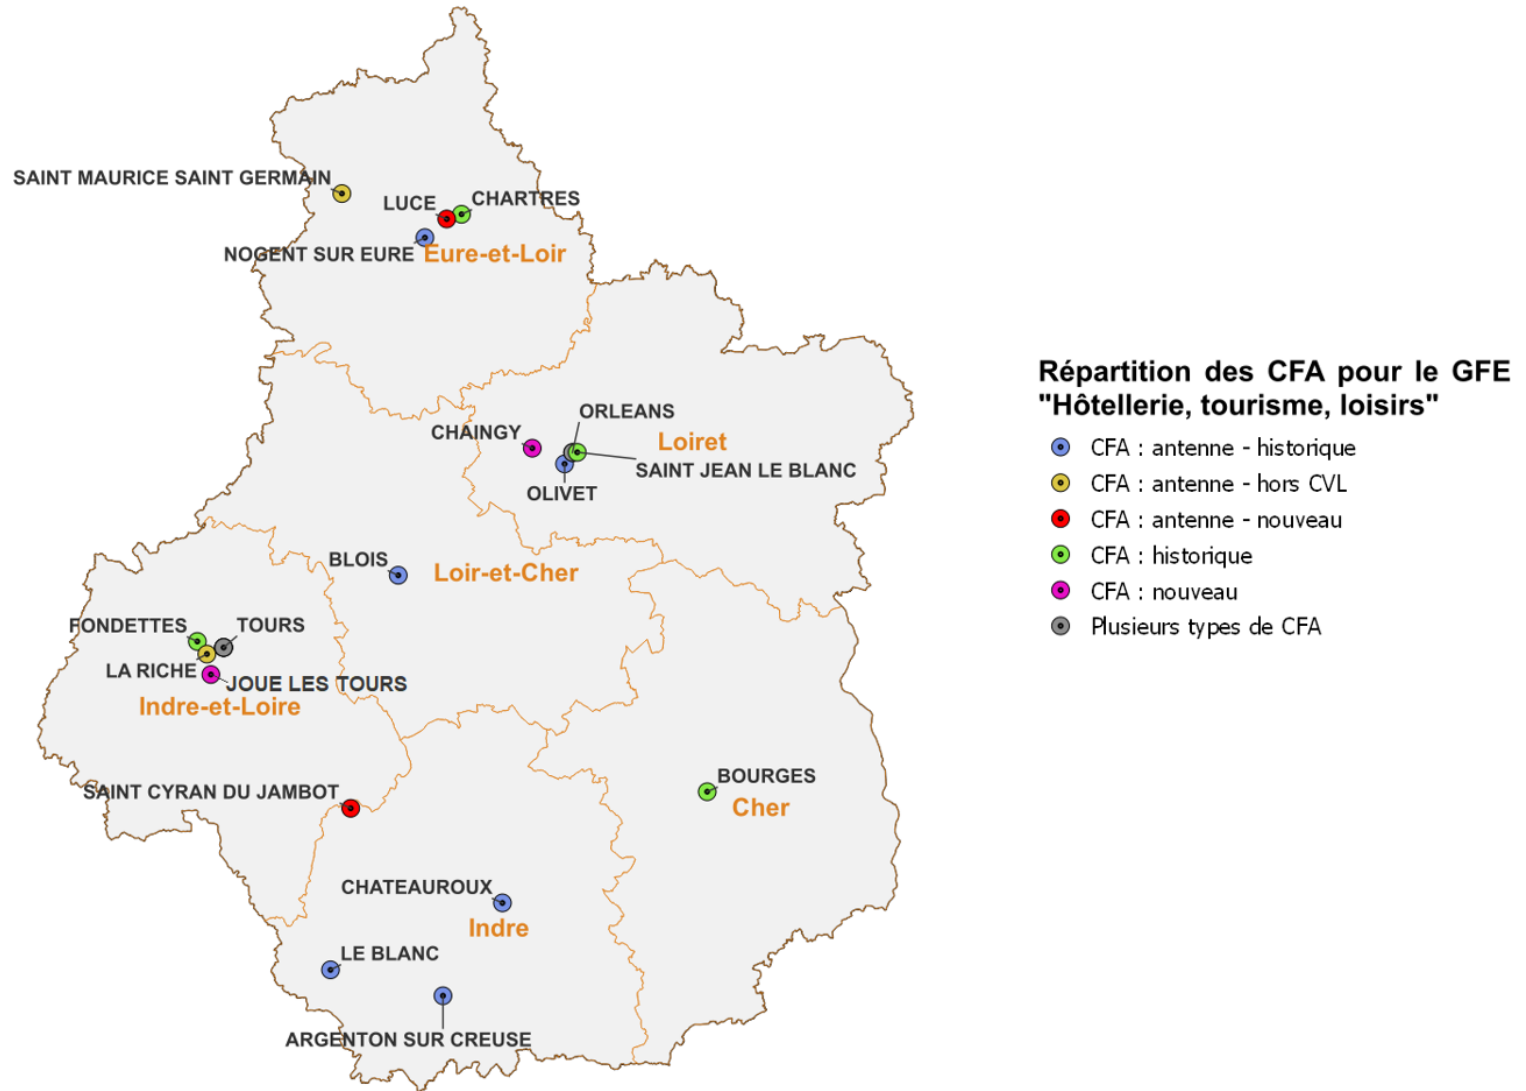 SAINT MAURICE SAINT GERMAIN
LUCE
CHARTRES
NOGENT SUR EURE
Eure-et-Loir
ORLEANS
CHAINGY
Loiret
SAINT JEAN LE BLANC
OLIVET
BLOIS
Loir-et-Cher
FONDETTES
TOURS
LA RICHE
JOUE LES TOURS
Indre-et-Loire
SAINT CYRAN DU JAMBOT
BOURGES
Cher
CHATEAUROUX
Indre
LE BLANC
ARGENTON SUR CREUSE
Répartition des CFA pour le GFE
"Hôtellerie, tourisme, loisirs"
CFA : antenne - historique
CFA : antenne - hors CVL
CFA : antenne - nouveau
CFA : historique
CFA : nouveau
Plusieurs types de CFA